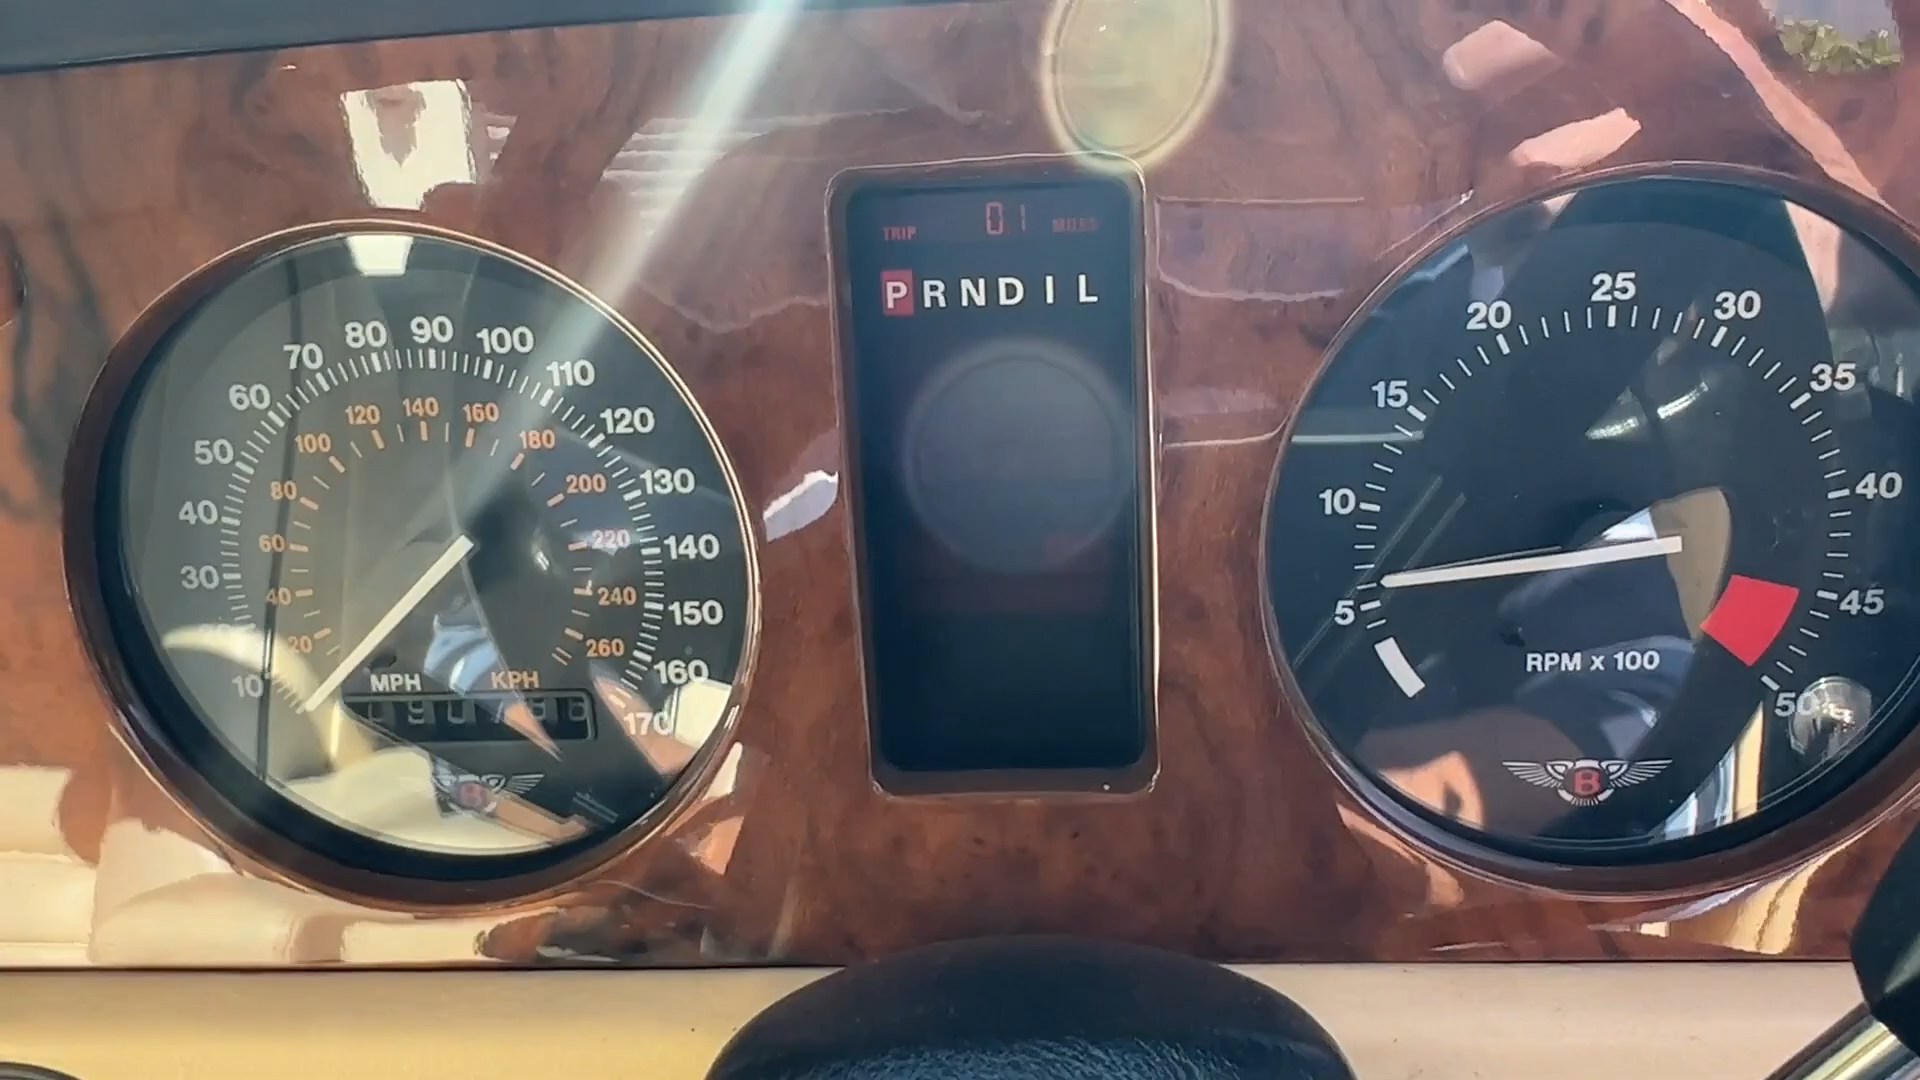 10 30 40 50 60 70 80 90 100 110 120 130 140 150 160 170
20 40 60 80 100 120 140 160 180 200 220 240 260
MPH KPH
B
TRIP 01 MILES
P R N D I L
5 10 15 20 25 30 35 40 45 50
RPM x 100
B